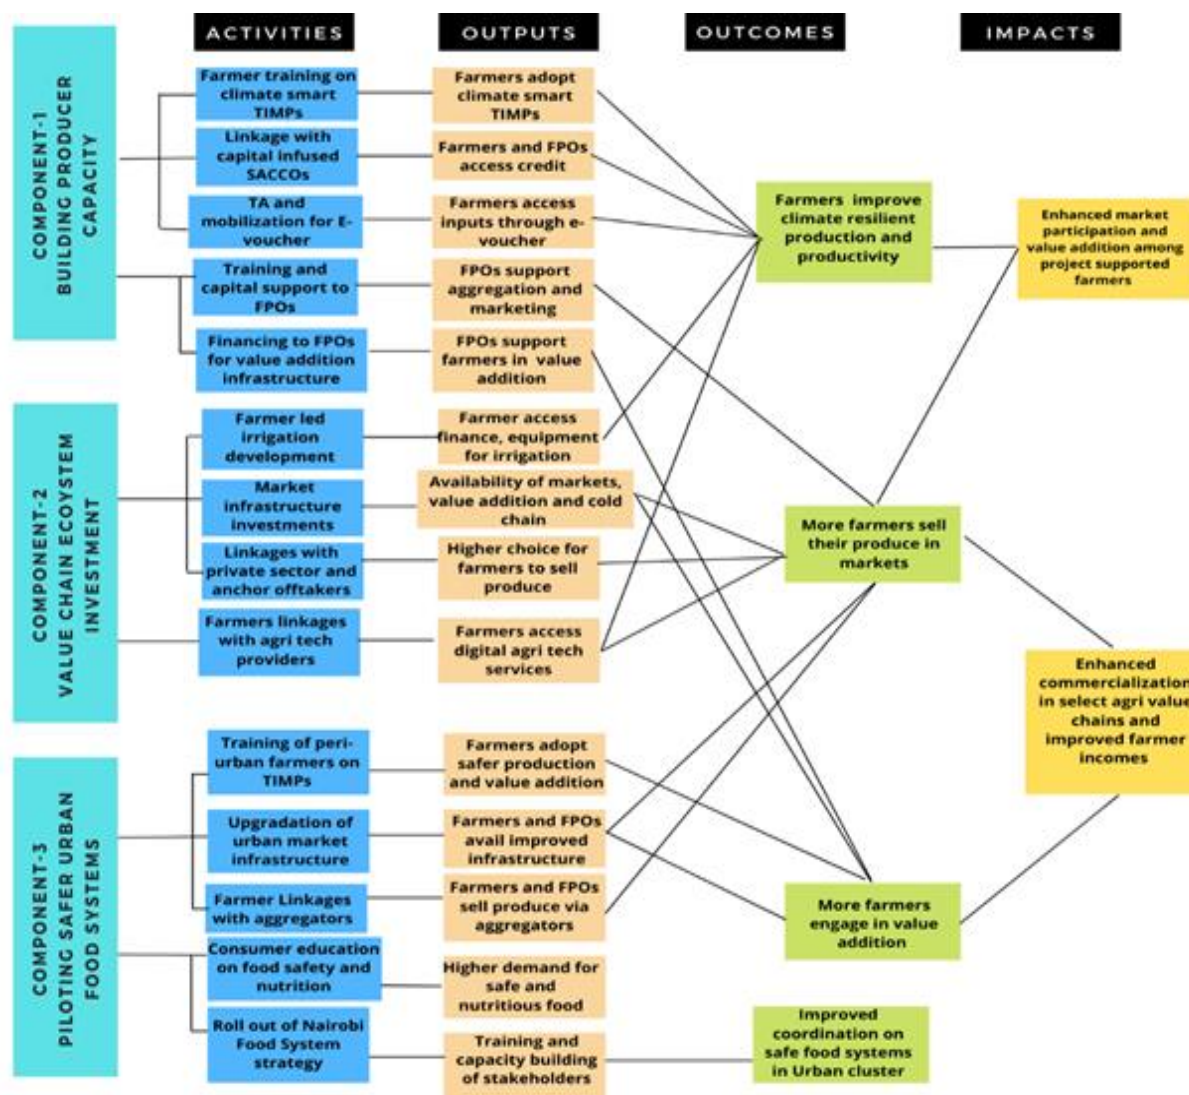 ACTIVITIES
OUTPUTS
OUTCOMES
IMPACTS
COMPONENT-1
BUILDING PRODUCER
CAPACITY
Farmer training on
climate smart
TIMPs
Linkage with
capital infused
SACCOs
TA and
mobilization for E-
voucher
Training and
capital support to
FPOs
Financing to FPOs
for value addition
infrastructure
Farmers adopt
climate smart
TIMPs
Farmers and FPOs
access credit
Farmers access
inputs through e-
voucher
FPOs support
aggregation and
marketing
FPOs support
farmers in value
addition
COMPONENT-2
VALUE CHAIN ECOYSTEM
INVESTMENT
Farmer led
irrigation
development
Market
infrastructure
investments
Linkages with
private sector and
anchor offtakers
Farmers linkages
with agri tech
providers
Farmer access
finance, equipment
for irrigation
Availability of markets,
value addition and cold
chain
Higher choice for
farmers to sell
produce
Farmers access
digital agri tech
services
COMPONENT-3
PILOTING SAFER URBAN
FOOD SYSTEMS
Training of peri-
urban farmers on
TIMPs
Upgradation of
urban market
infrastructure
Farmer Linkages
with aggregators
Consumer education
on food safety and
nutrition
Roll out of Nairobi
Food System
strategy
Farmers adopt
safer production
and value addition
Farmers and FPOs
avail improved
infrastructure
Farmers and FPOs
sell produce via
aggregators
Higher demand for
safe and
nutritious food
Training and
capacity building
of stakeholders
Farmers improve
climate resilient
production and
productivity
More farmers sell
their produce in
markets
More farmers
engage in value
addition
Improved
coordination on
safe food systems
in Urban cluster
Enhanced market
participation and
value addition among
project supported
farmers
Enhanced
commercialization
in select agri value
chains and
improved farmer
incomes